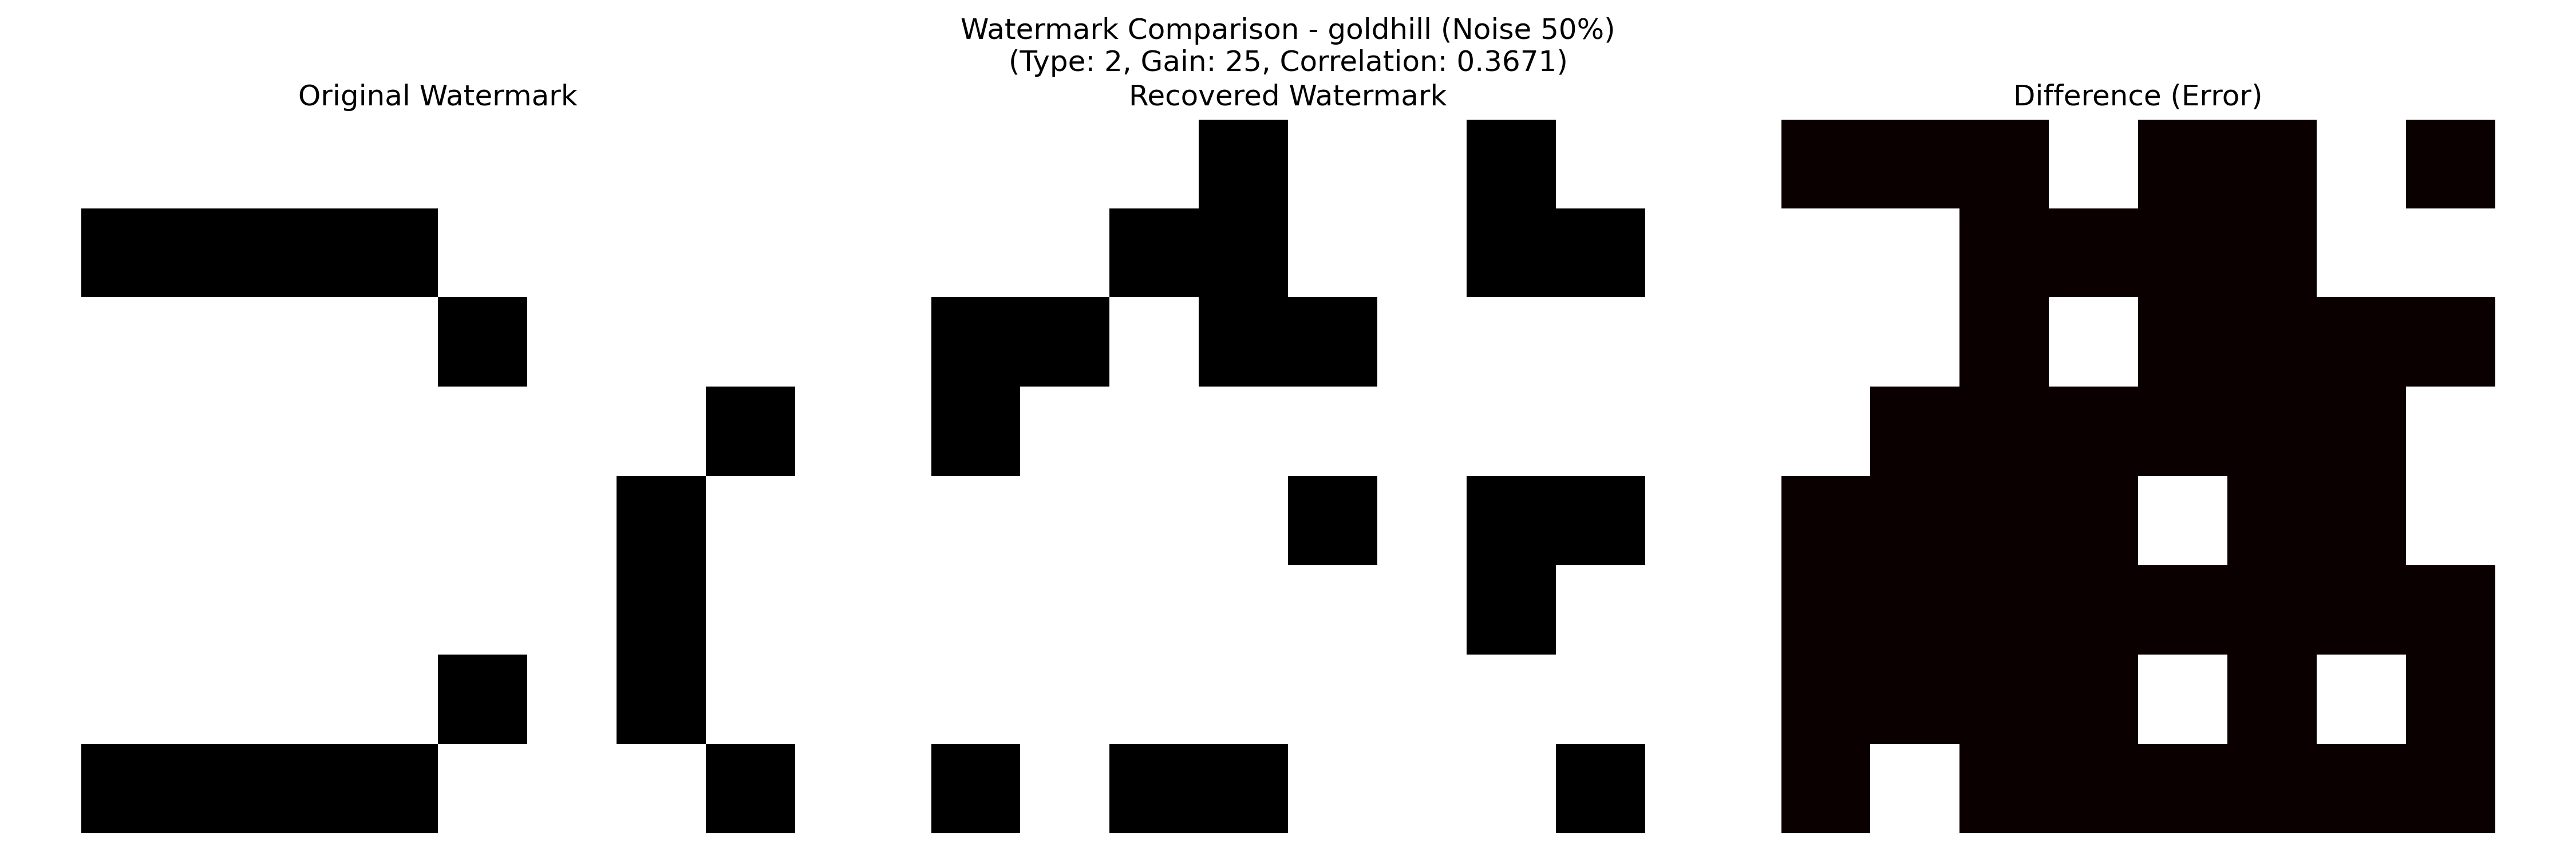 Watermark Comparison - goldhill (Noise 50%)
(Type: 2, Gain: 25, Correlation: 0.3671)
Original Watermark
Recovered Watermark
Difference (Error)